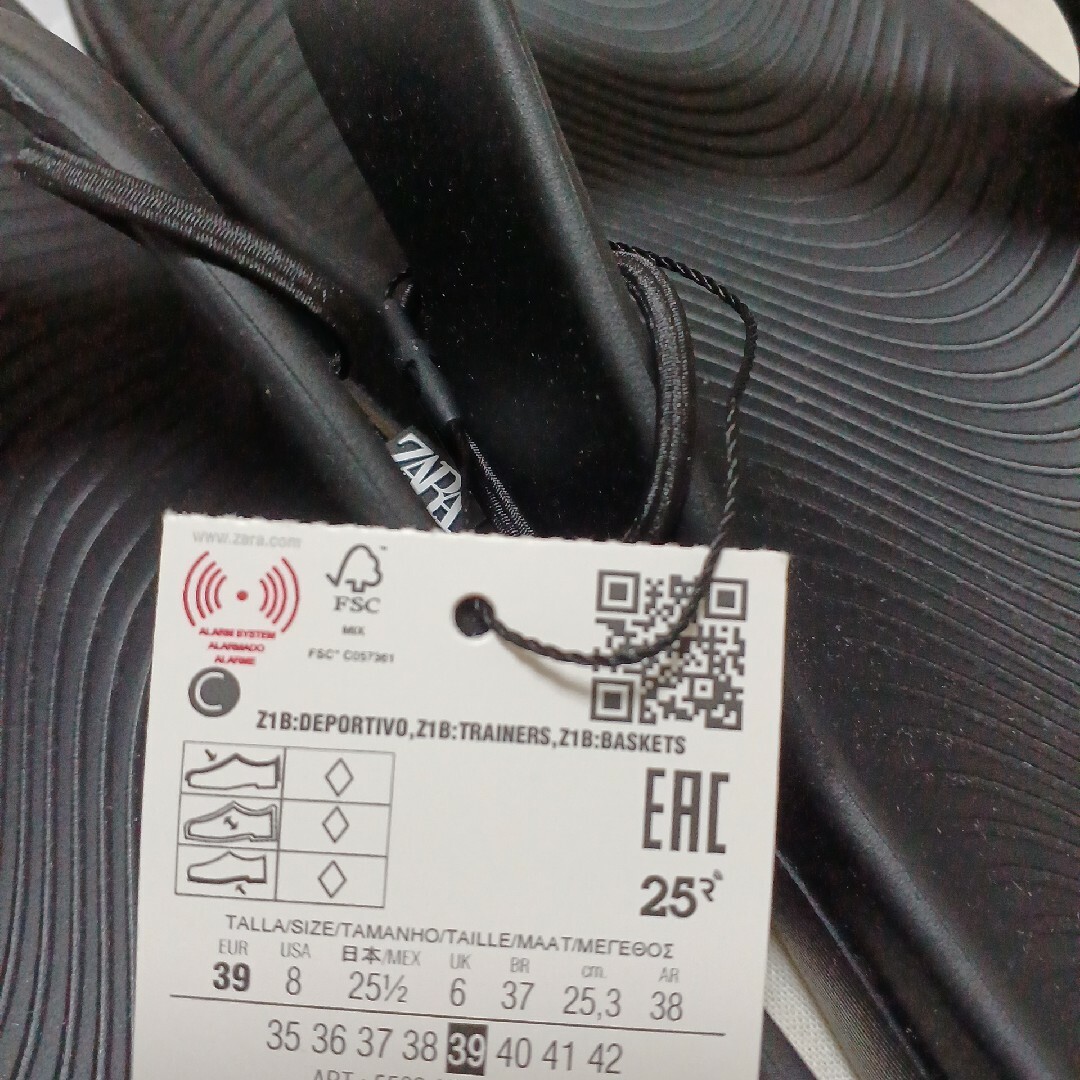 ZARA
www.zara.com
ALARM SYSTEM
ALARMADO
ALARME
FSC
MIX
FSC™ C057361
C
Z1B:DEPORTIVO,Z1B:TRAINERS,Z1B:BASKETS
EAC
25
TALLA/SIZE/TAMANHO/TAILLE/MAAT/ΜΕΓΕΘΟΣ
EUR USA 日本/MEX UK BR cm. AR
39 8 25½ 6 37 25,3 38
35 36 37 38 39 40 41 42
ART.: